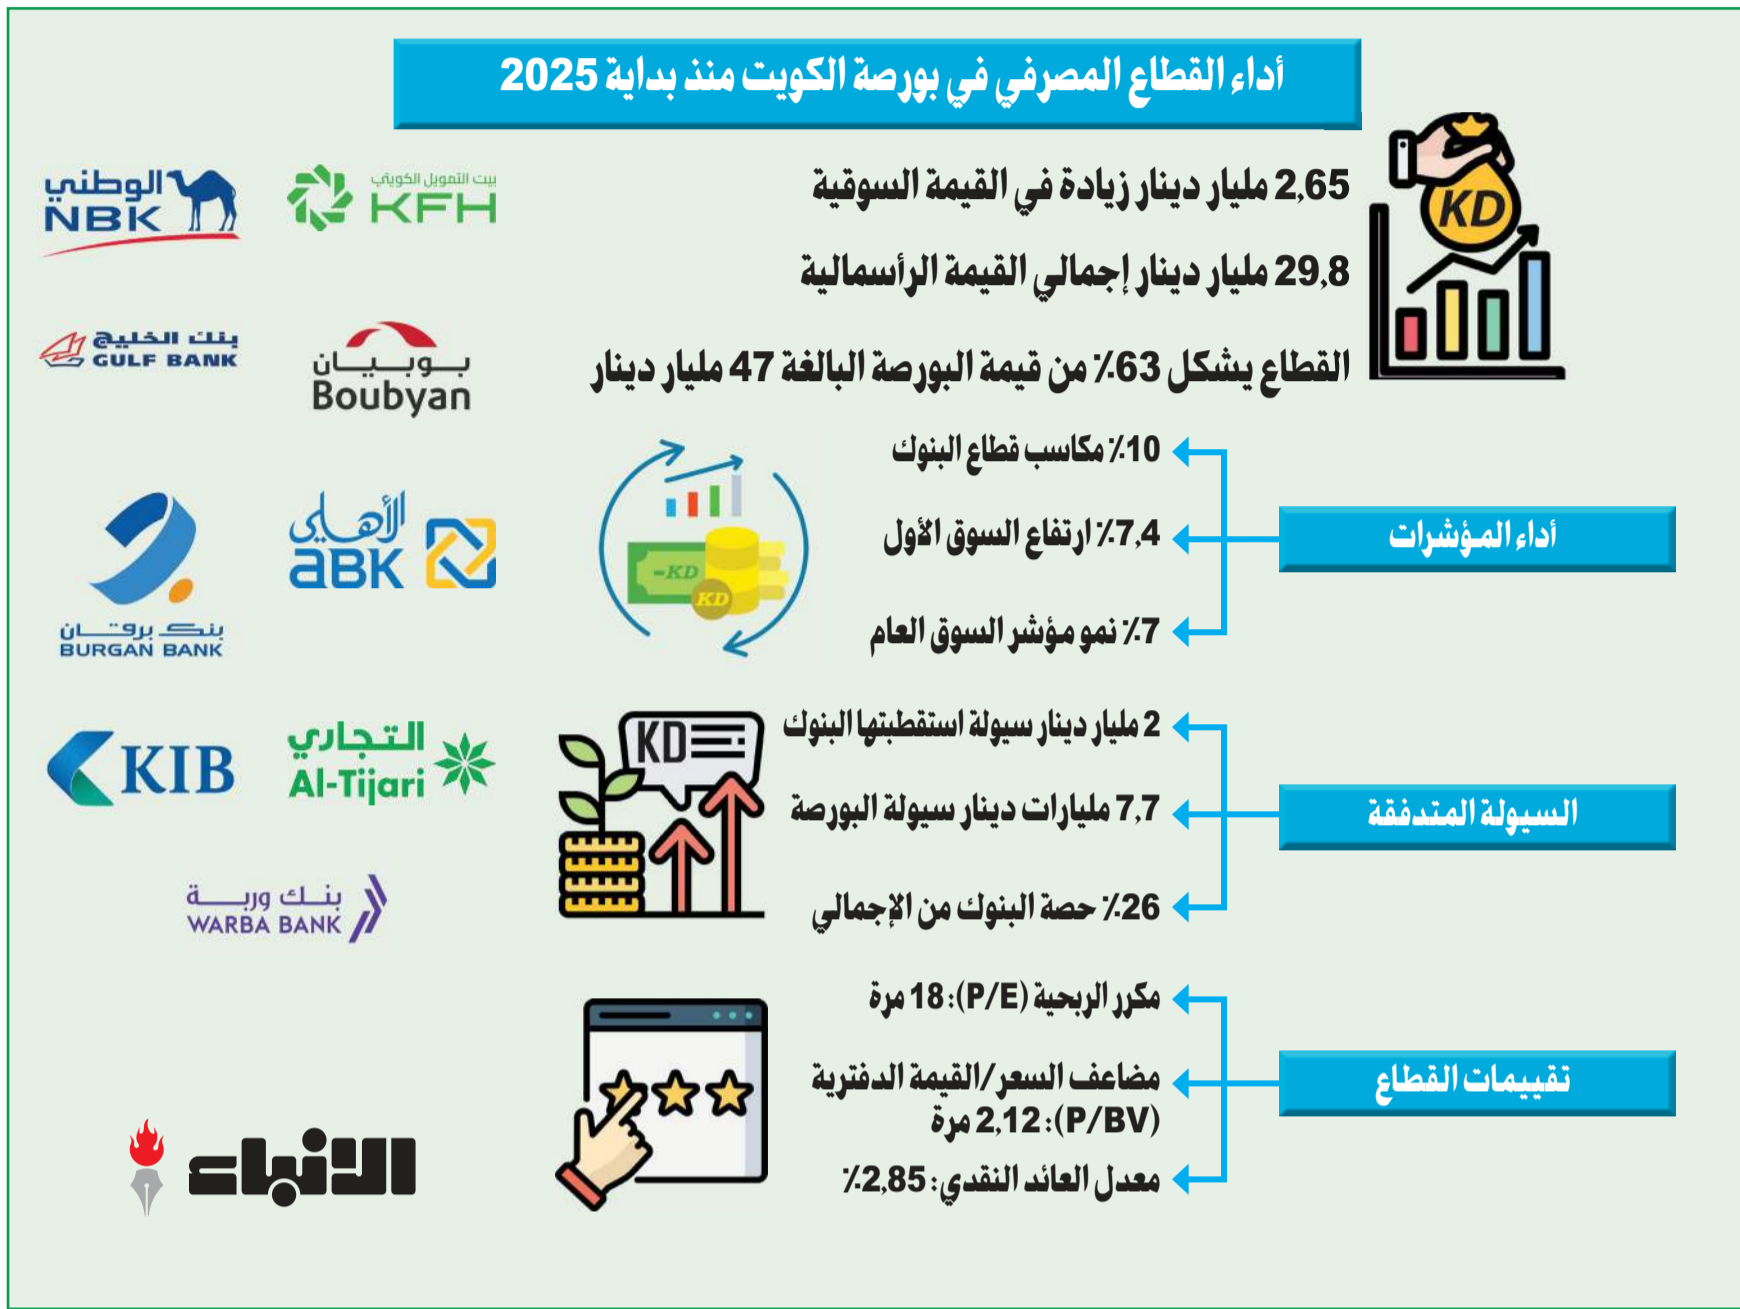 أداء القطاع المصرفي في بورصة الكويت منذ بداية 2025
2,65 مليار دينار زيادة في القيمة السوقية
29,8 مليار دينار إجمالي القيمة الرأسمالية
القطاع يشكل 63٪ من قيمة البورصة البالغة 47 مليار دينار
KD
أداء المؤشرات
10٪ مكاسب قطاع البنوك
7,4٪ ارتفاع السوق الأول
7٪ نمو مؤشر السوق العام
KD
KD
السيولة المتدفقة
2 مليار دينار سيولة استقطبتها البنوك
7,7 مليارات دينار سيولة البورصة
26٪ حصة البنوك من الإجمالي
KD
تقييمات القطاع
مكرر الربحية (P/E): 18 مرة
مضاعف السعر/القيمة الدفترية
(P/BV): 2,12 مرة
معدل العائد النقدي: 2,85٪
بيت التمويل الكويتي
KFH
الوطني
NBK
بوبيان
Boubyan
بنك الخليج
GULF BANK
الأهلي
aBK
بنك برقان
BURGAN BANK
التجاري
Al-Tijari
KIB
بنك وربة
WARBA BANK
الأنباء